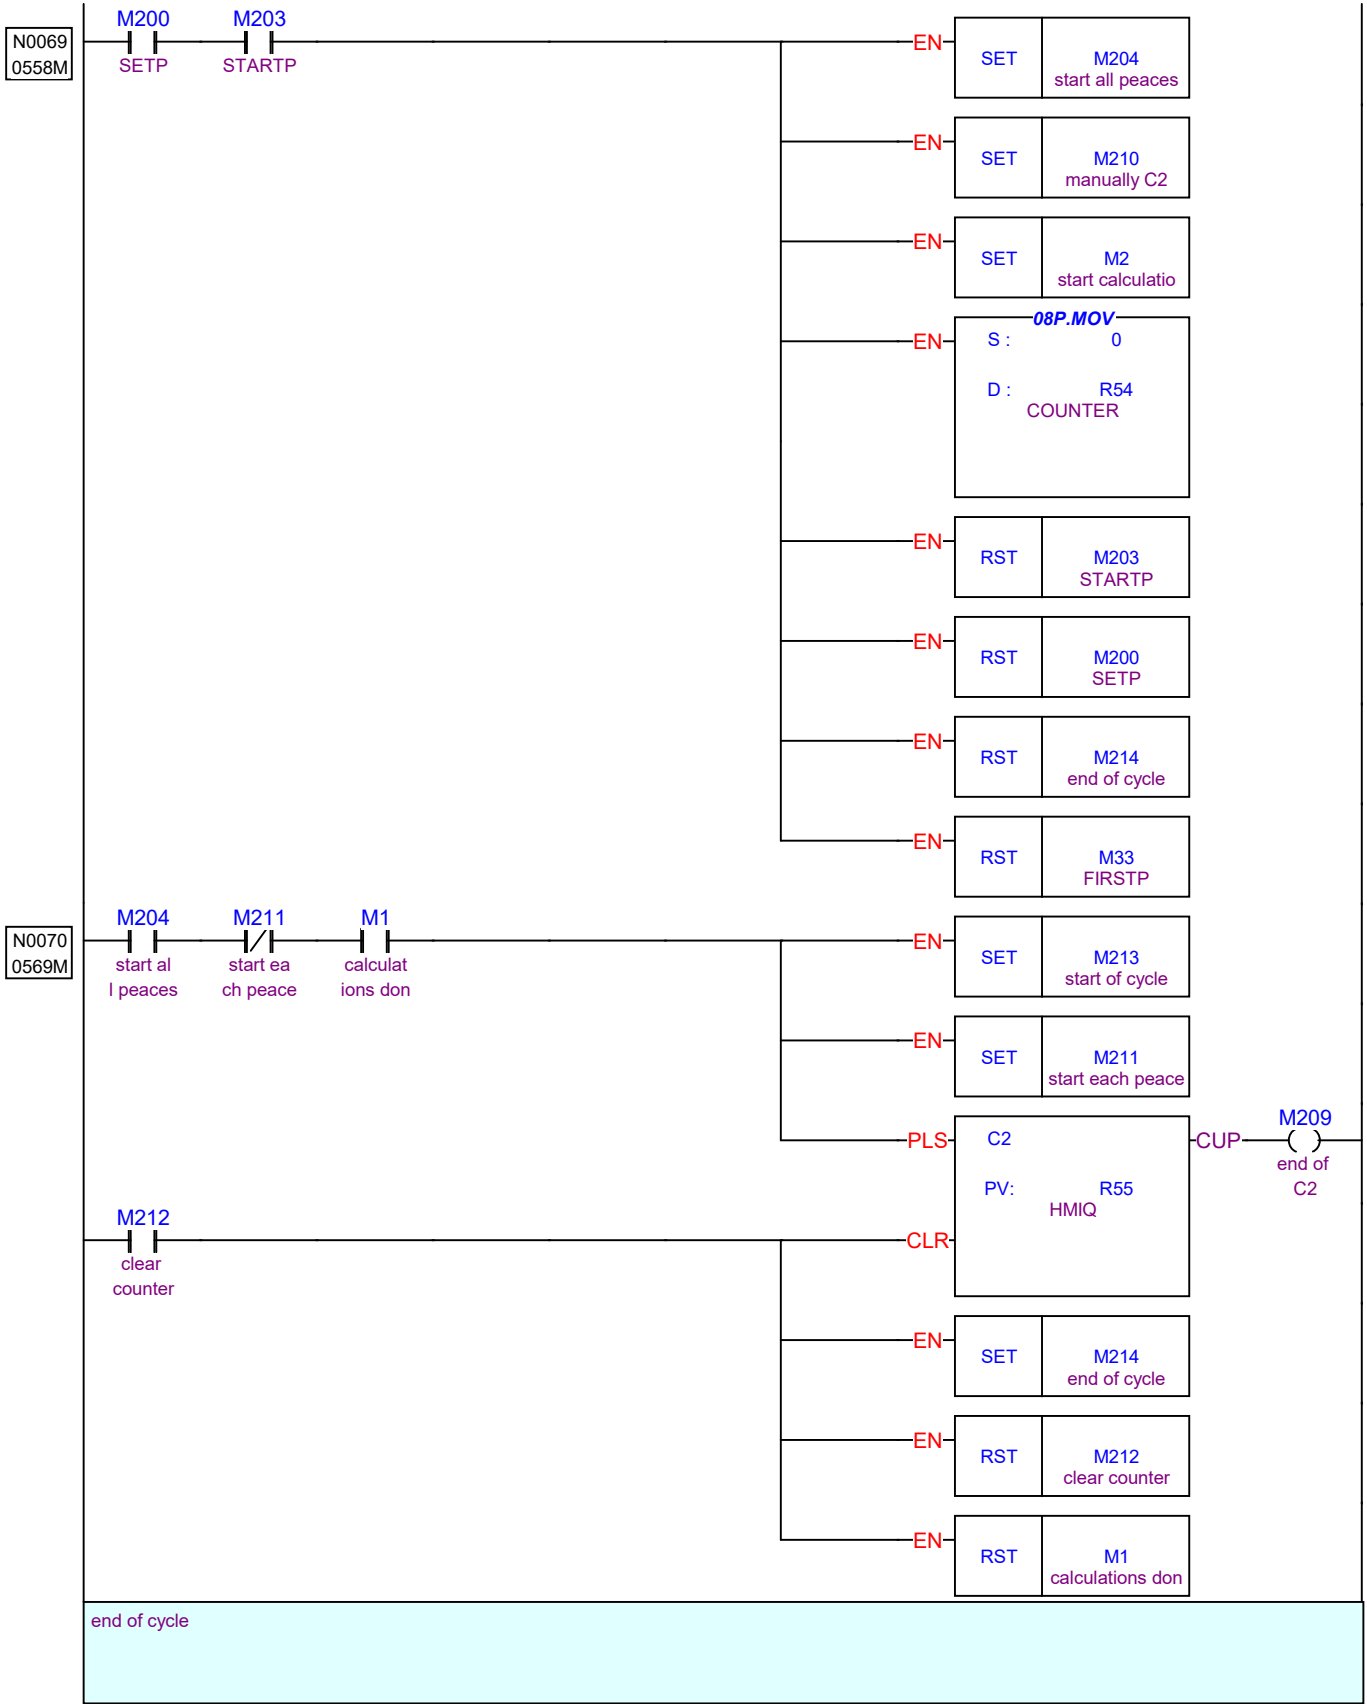 M200 M203
N0069
0558M
SETP STARTP
EN
SET M204
start all peaces
EN
SET M210
manually C2
EN
SET M2
start calculatio
08P.MOV
EN
S : 0
D : R54
COUNTER
EN
RST M203
STARTP
EN
RST M200
SETP
EN
RST M214
end of cycle
EN
RST M33
FIRSTP
M204 M211 M1
N0070
0569M
start al start ea calculat
l peaces ch peace ions don
EN
SET M213
start of cycle
EN
SET M211
start each peace
M209
PLS C2 CUP
end of
C2
PV: R55
HMIQ
M212
CLR
clear
counter
EN
SET M214
end of cycle
EN
RST M212
clear counter
EN
RST M1
calculations don
end of cycle